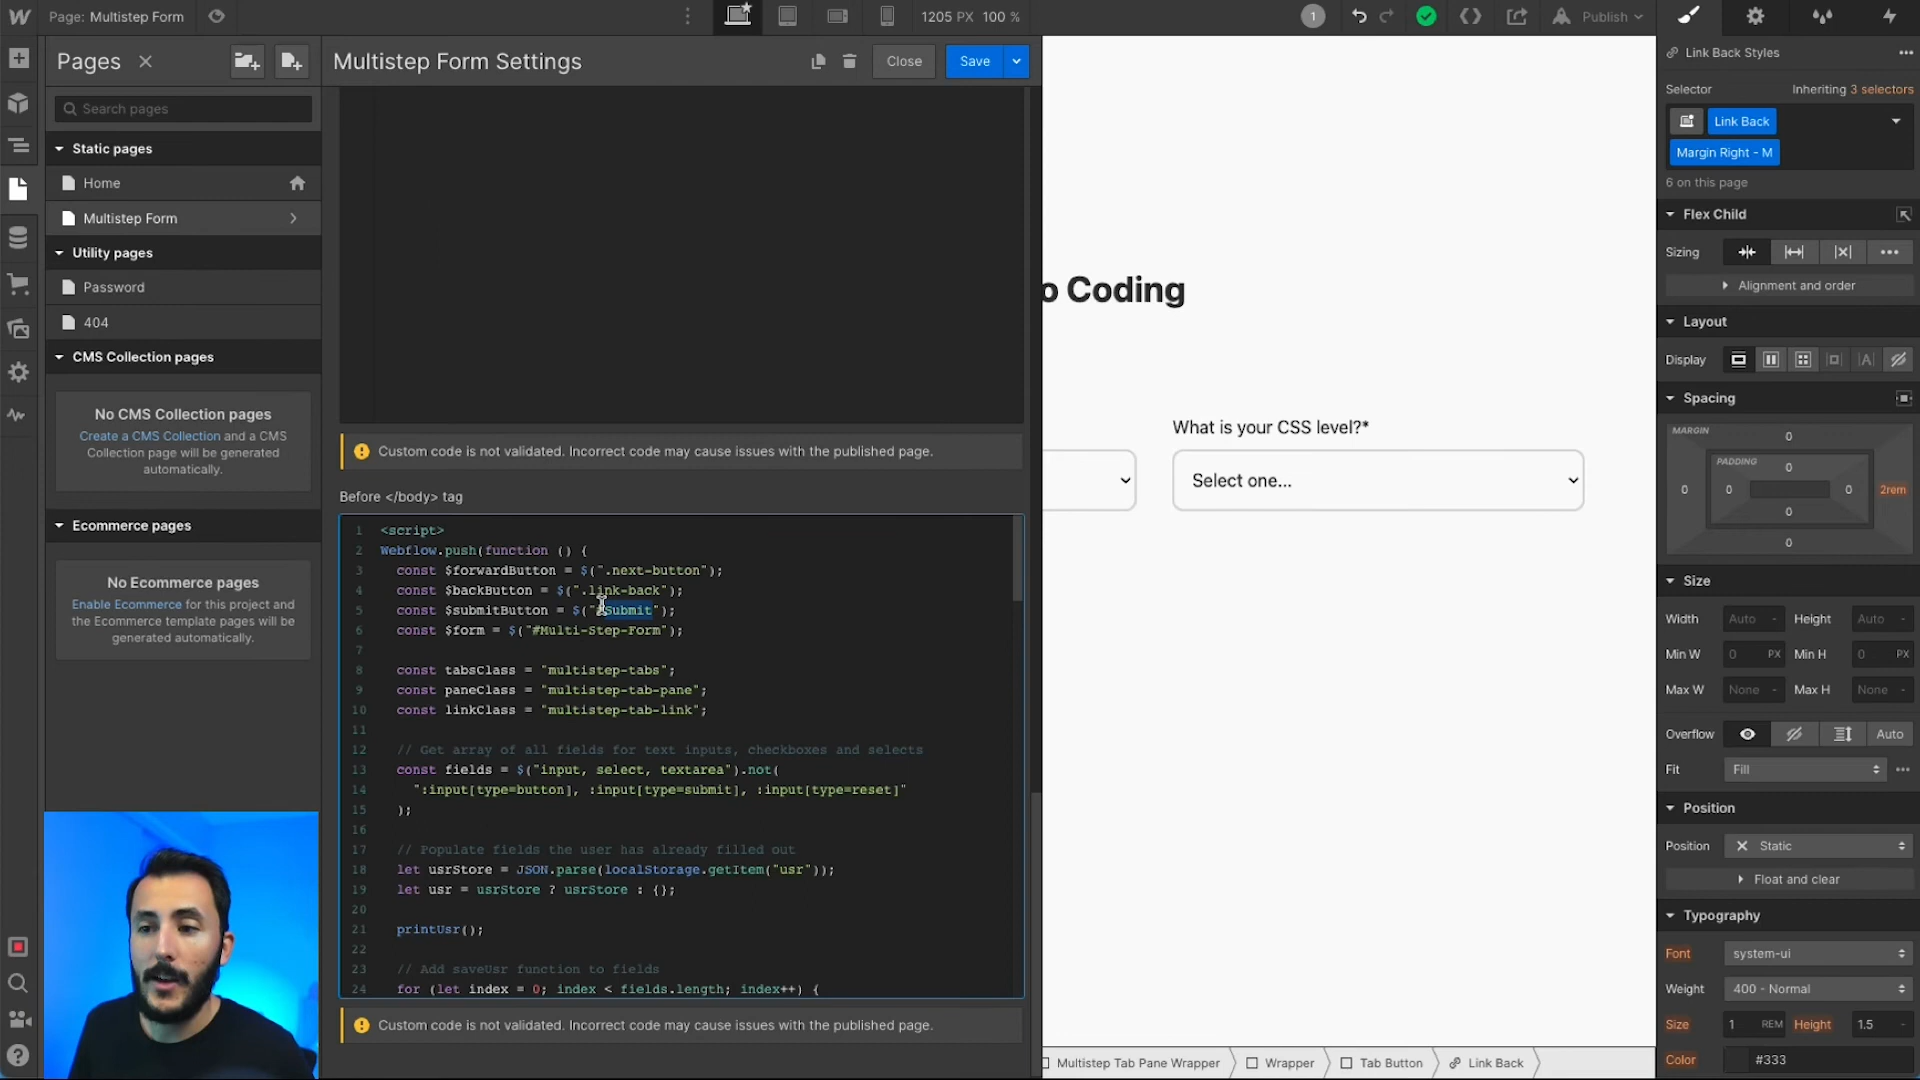 Page: Multistep Form
1205 PX 100 %
1
Publish
Pages
Search pages
Static pages
Home
Multistep Form
Utility pages
Password
404
CMS Collection pages
No CMS Collection pages
Create a CMS Collection and a CMS
Collection page will be generated
automatically.
Ecommerce pages
No Ecommerce pages
Enable Ecommerce for this project and
the Ecommerce template pages will be
generated automatically.
Multistep Form Settings
Close
Save
Custom code is not validated. Incorrect code may cause issues with the published page.
Before </body> tag
1 <script>
2 Webflow.push(function () {
3 const $forwardButton = $(".next-button");
4 const $backButton = $(".link-back");
5 const $submitButton = $("#Submit");
6 const $form = $("#Multi-Step-Form");
7
8 const tabsClass = "multistep-tabs";
9 const paneClass = "multistep-tab-pane";
10 const linkClass = "multistep-tab-link";
11
12 // Get array of all fields for text inputs, checkboxes and selects
13 const fields = $("input, select, textarea").not(
14 ":input[type=button], :input[type=submit], :input[type=reset]"
15 );
16
17 // Populate fields the user has already filled out
18 let usrStore = JSON.parse(localStorage.getItem("usr"));
19 let usr = usrStore ? usrStore : {};
20
21 printUsr();
22
23 // Add saveUsr function to fields
24 for (let index = 0; index < fields.length; index++) {
Custom code is not validated. Incorrect code may cause issues with the published page.
o Coding
What is your CSS level?*
Select one...
Multistep Tab Pane Wrapper
Wrapper
Tab Button
Link Back
Link Back Styles
Selector
Inheriting 3 selectors
Link Back
Margin Right - M
6 on this page
Flex Child
Sizing
Alignment and order
Layout
Display
Spacing
MARGIN
0
PADDING
0
0 0 0 2rem
0
0
Size
Width Auto - Height Auto -
Min W 0 PX Min H 0 PX
Max W None - Max H None -
Overflow Auto
Fit Fill
Position
Position Static
Float and clear
Typography
Font system-ui
Weight 400 - Normal
Size 1 REM Height 1.5 -
Color #333